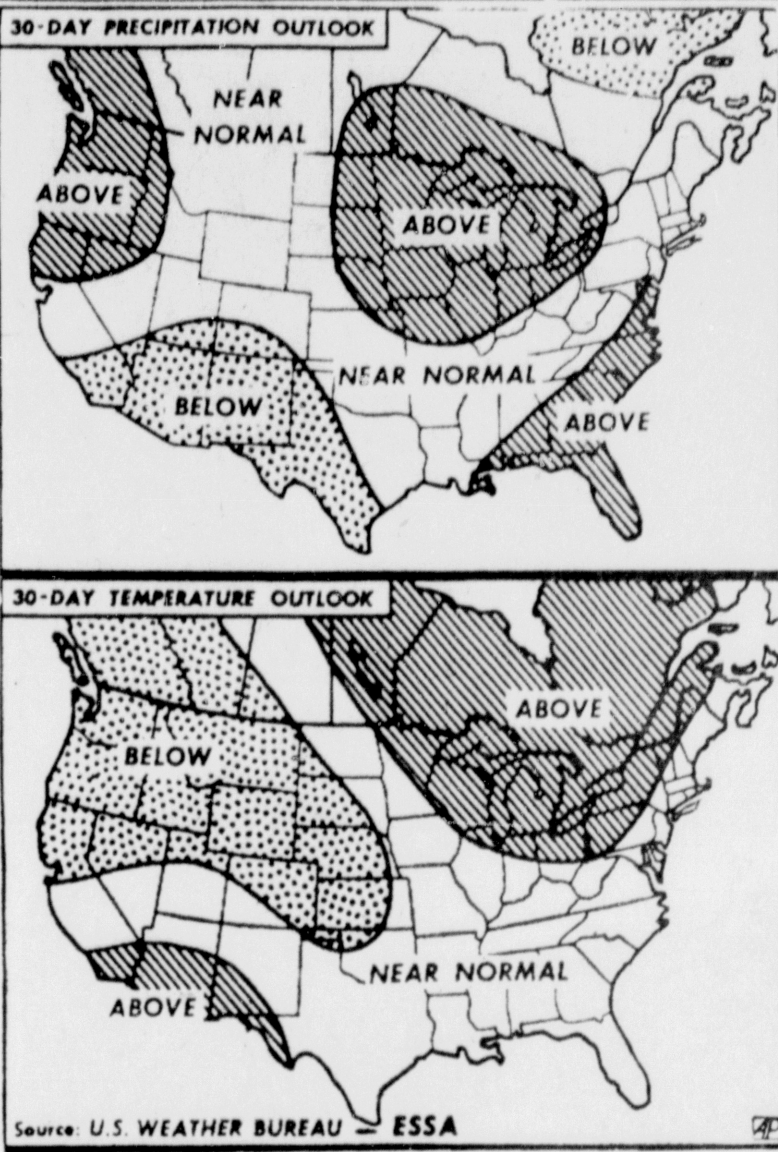 30-DAY PRECIPITATION OUTLOOK
BELOW
NEAR
NORMAL
ABOVE
ABOVE
NEAR NORMAL
BELOW
ABOVE
30-DAY TEMPERATURE OUTLOOK
ABOVE
BELOW
NEAR NORMAL
ABOVE
Source: U.S. WEATHER BUREAU — ESSA
AP